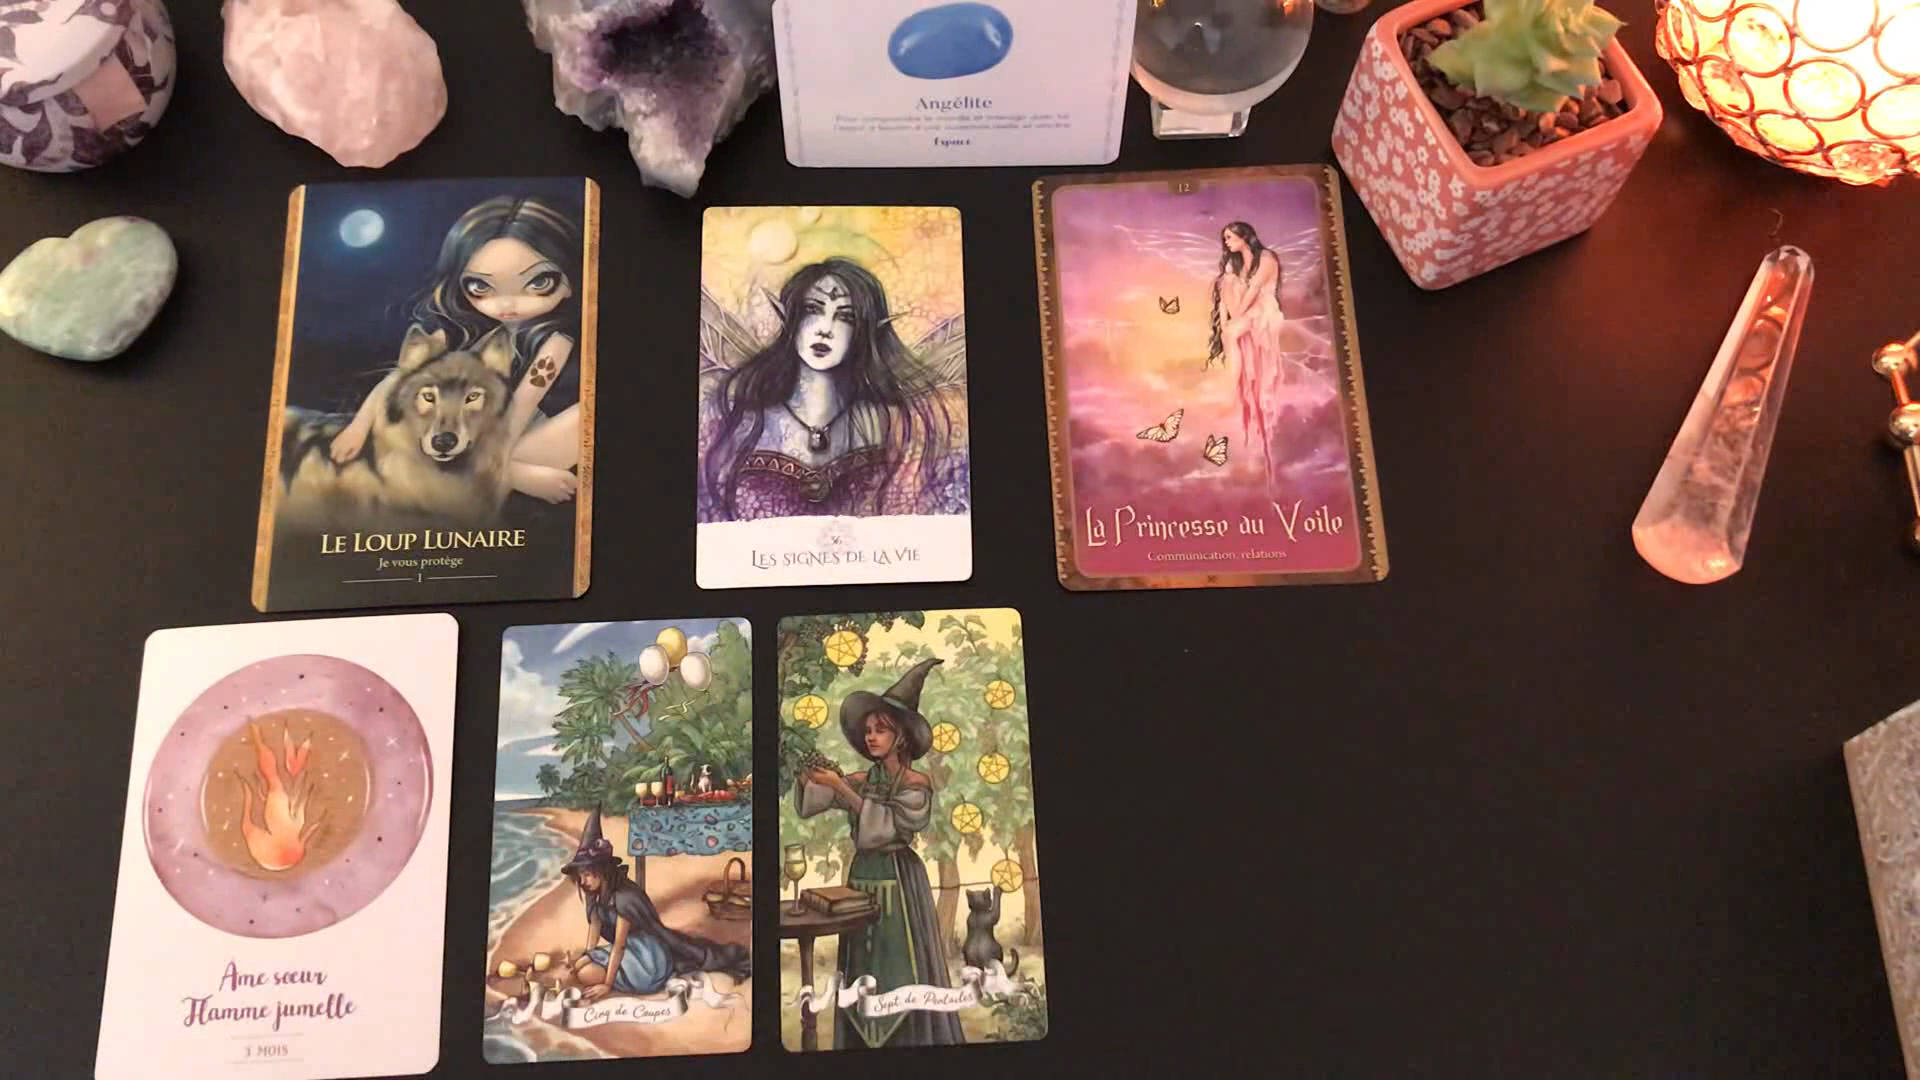 Angélite
Espace
LE LOUP LUNAIRE
Je vous protège
1
36
LES SIGNES DE LA VIE
12
La Princesse au Voile
Communication, relations
Âme sœur
Flamme jumelle
3 MOIS
Cinq de Coupes
Sept de Pentacles